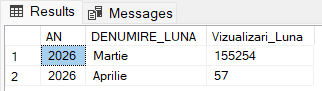 Results Messages
AN DENUMIRE_LUNA Vizualizari_Luna
1 2026 Martie 155254
2 2026 Aprilie 57